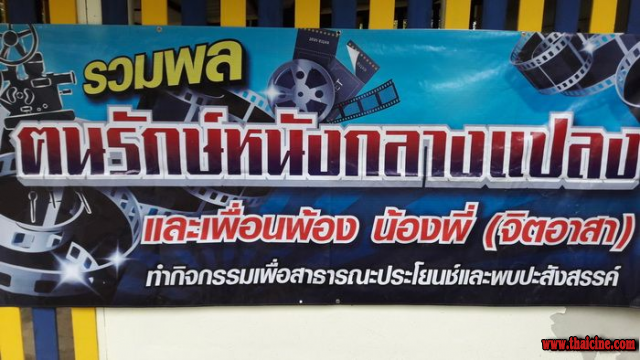 รวมพล
ฅนรักษ์หนังกลางแปลง
และเพื่อนพ้อง น้องพี่ (จิตอาสา)
ทำกิจกรรมเพื่อสาธารณะประโยนช์และพบปะสังสรรค์
www.thaicine.com